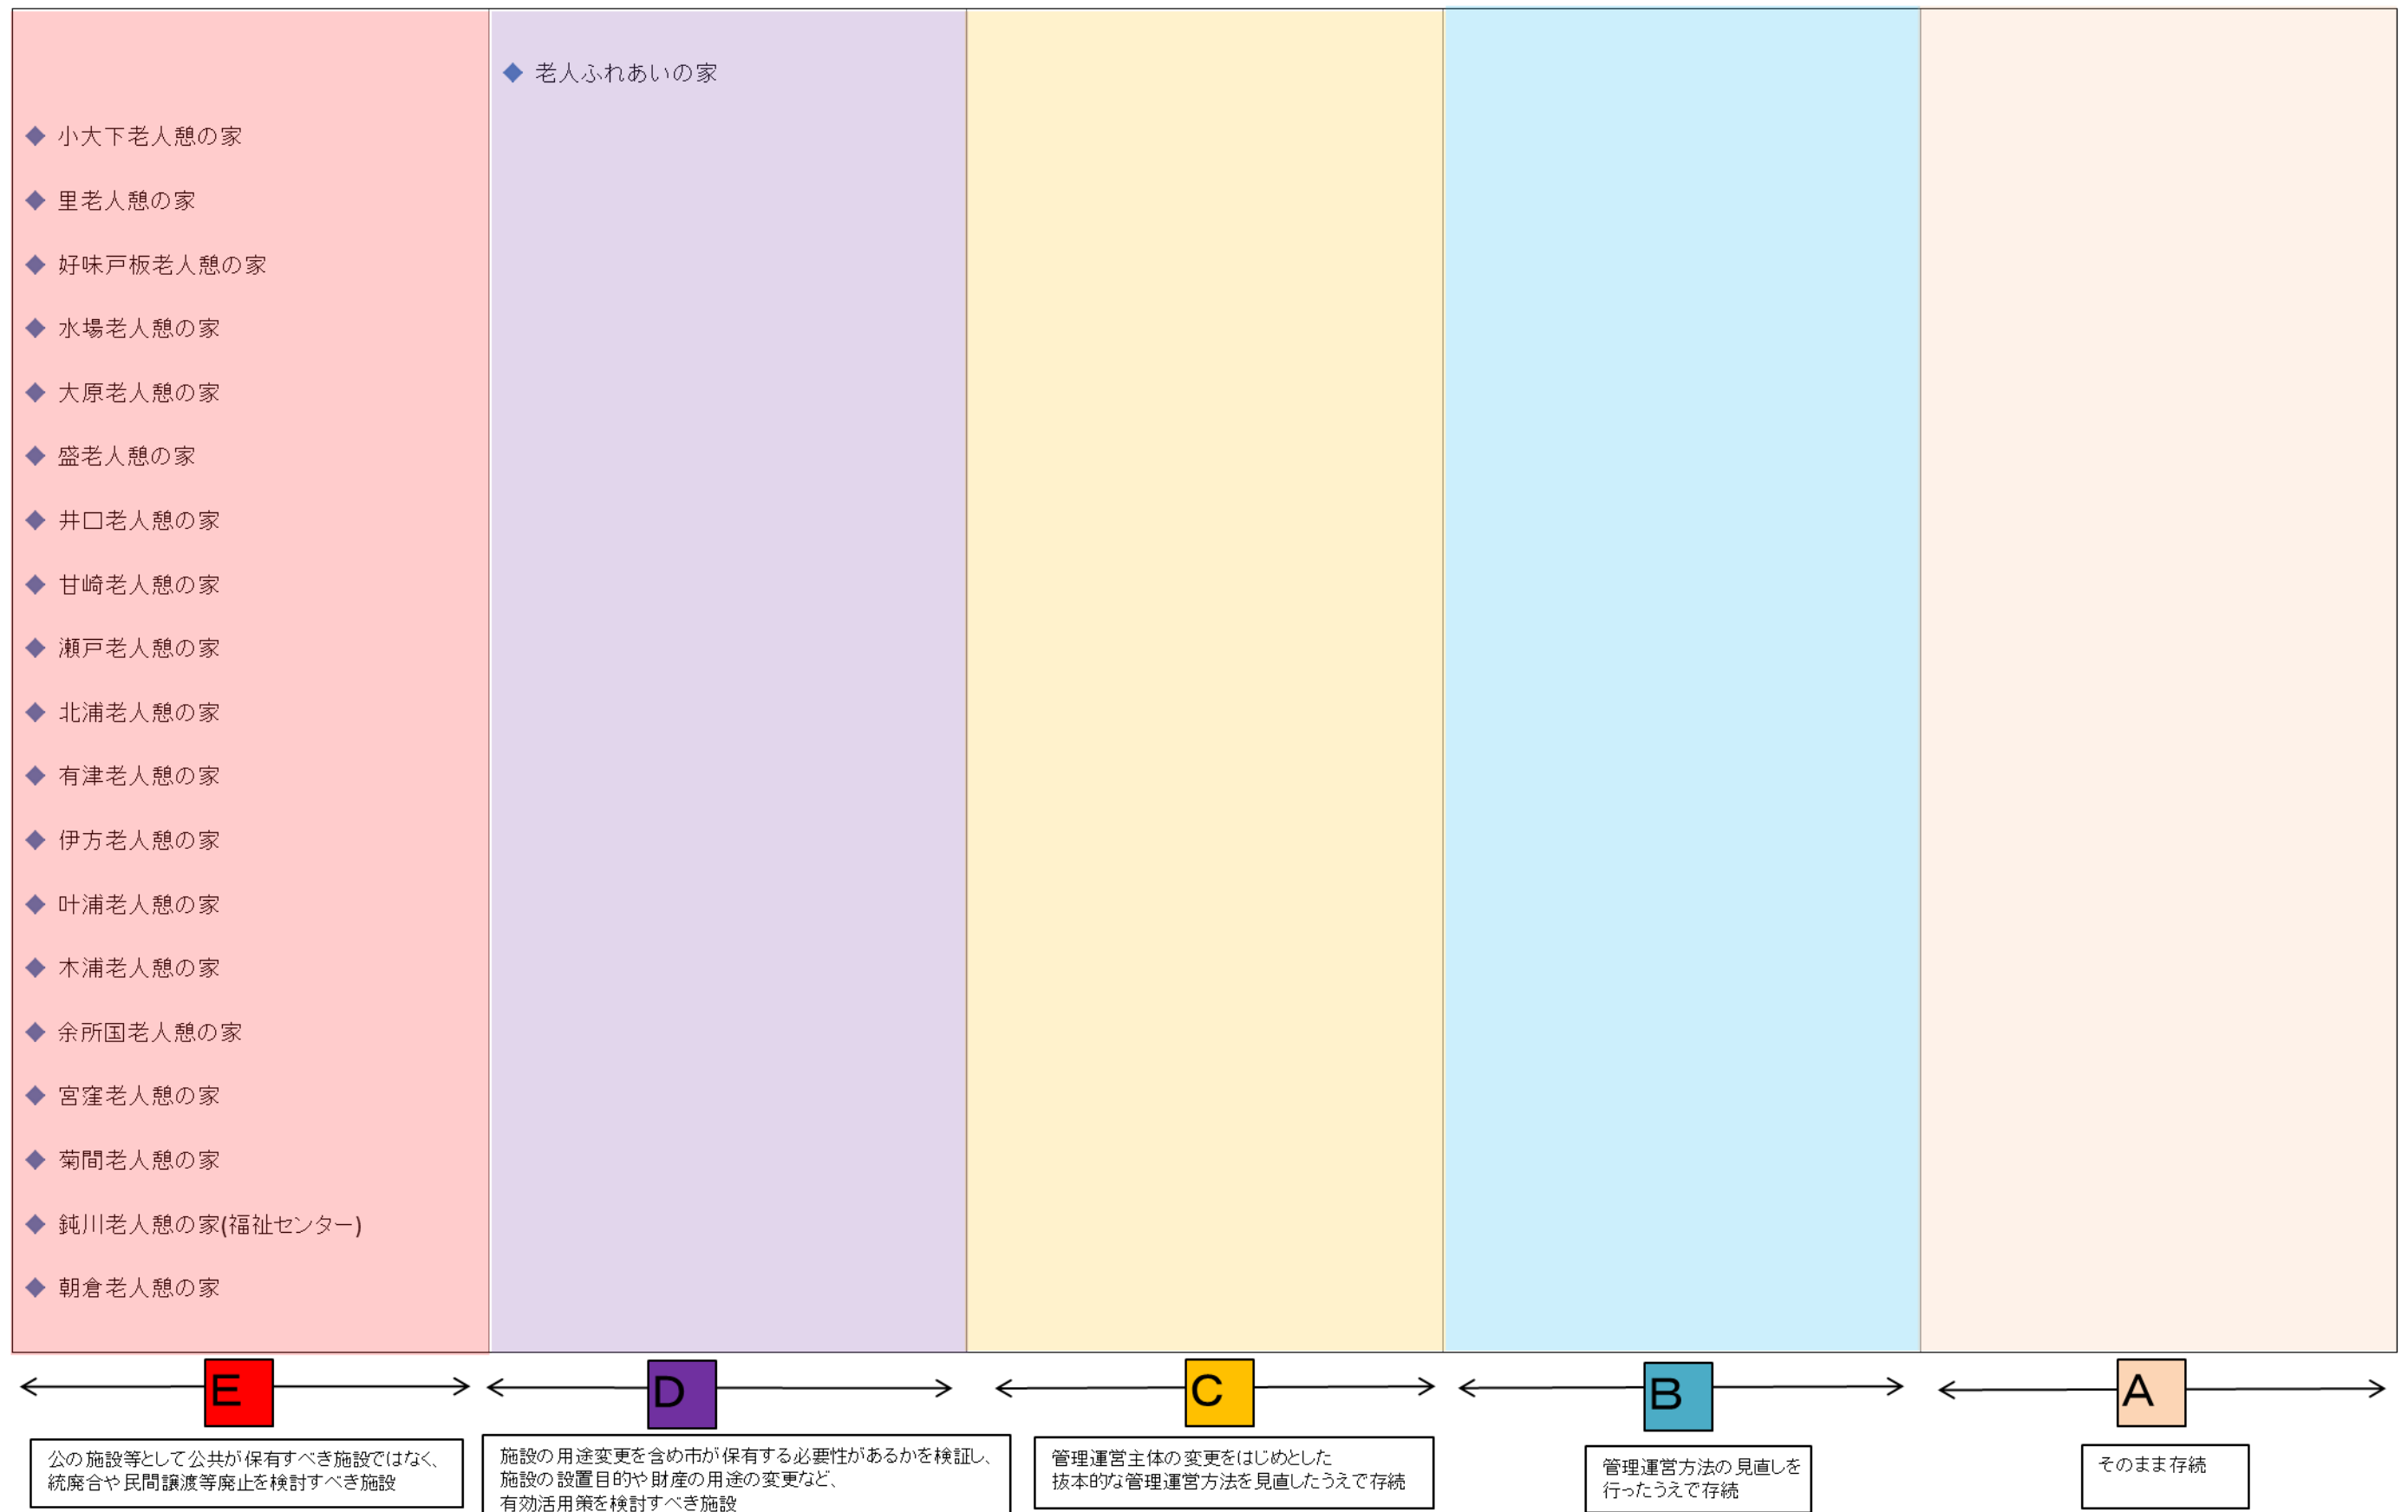 ◆ 老人ふれあいの家
◆ 小大下老人憩の家
◆ 里老人憩の家
◆ 好味戸板老人憩の家
◆ 水場老人憩の家
◆ 大原老人憩の家
◆ 盛老人憩の家
◆ 井口老人憩の家
◆ 甘崎老人憩の家
◆ 瀬戸老人憩の家
◆ 北浦老人憩の家
◆ 有津老人憩の家
◆ 伊方老人憩の家
◆ 叶浦老人憩の家
◆ 木浦老人憩の家
◆ 余所国老人憩の家
◆ 宮窪老人憩の家
◆ 菊間老人憩の家
◆ 鈍川老人憩の家(福祉センター)
◆ 朝倉老人憩の家
E
D
C
B
A
公の施設等として公共が保有すべき施設ではなく、
統廃合や民間譲渡等廃止を検討すべき施設
施設の用途変更を含め市が保有する必要性があるかを検証し、
施設の設置目的や財産の用途の変更など、
有効活用策を検討すべき施設
管理運営主体の変更をはじめとした
抜本的な管理運営方法を見直したうえで存続
管理運営方法の見直しを
行ったうえで存続
そのまま存続